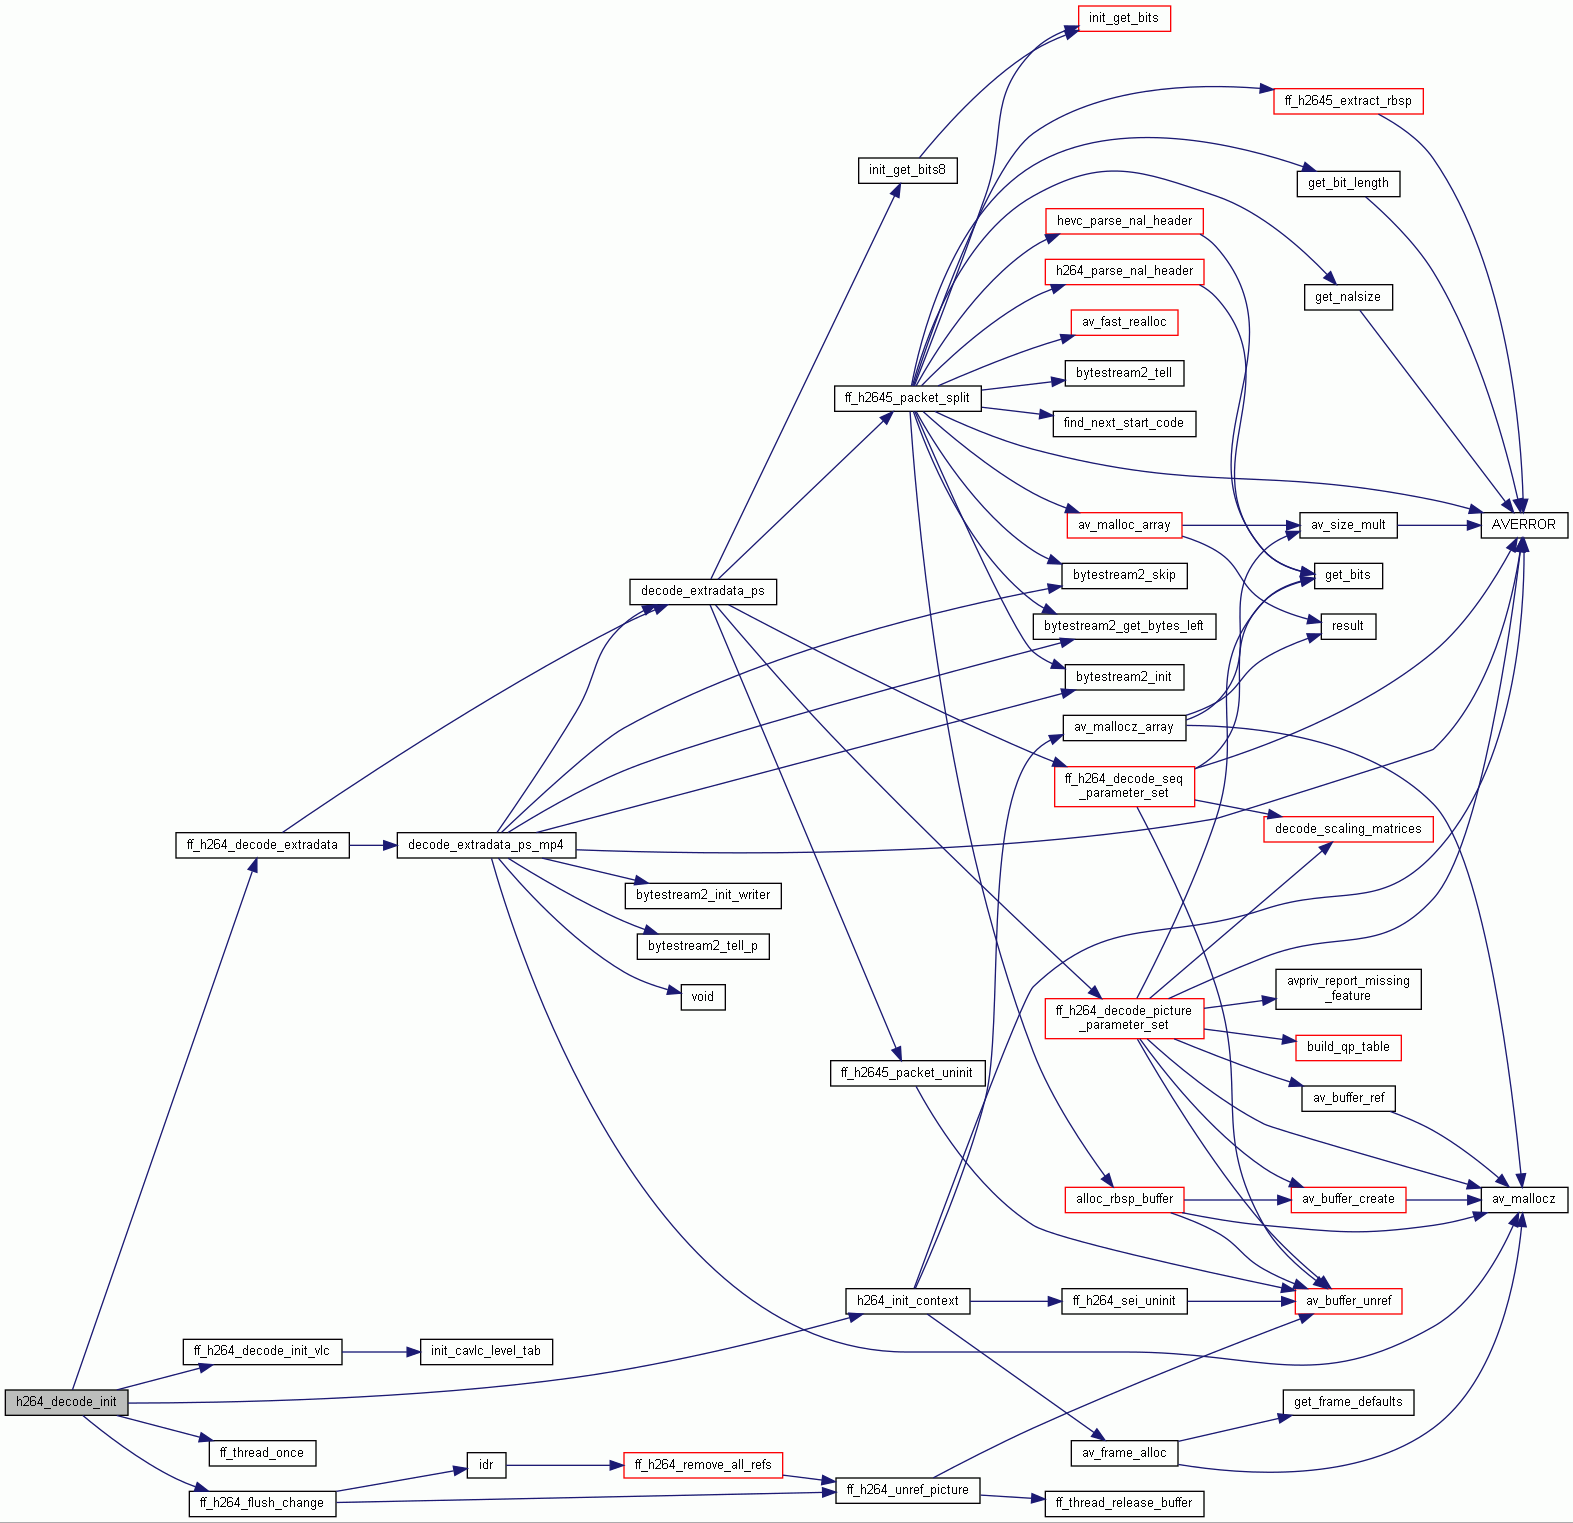 init_get_bits
ff_h2645_extract_rbsp
init_get_bits8
get_bit_length
hevc_parse_nal_header
h264_parse_nal_header
get_nalsize
av_fast_realloc
bytestream2_tell
ff_h2645_packet_split
find_next_start_code
av_malloc_array
av_size_mult
AVERROR
bytestream2_skip
get_bits
decode_extradata_ps
bytestream2_get_bytes_left
result
bytestream2_init
av_mallocz_array
ff_h264_decode_seq
_parameter_set
decode_scaling_matrices
ff_h264_decode_extradata
decode_extradata_ps_mp4
bytestream2_init_writer
bytestream2_tell_p
void
avpriv_report_missing
_feature
ff_h264_decode_picture
_parameter_set
build_qp_table
ff_h2645_packet_uninit
av_buffer_ref
alloc_rbsp_buffer
av_buffer_create
av_mallocz
h264_init_context
ff_h264_sei_uninit
av_buffer_unref
ff_h264_decode_init_vlc
init_cavlc_level_tab
h264_decode_init
get_frame_defaults
ff_thread_once
av_frame_alloc
idr
ff_h264_remove_all_refs
ff_h264_unref_picture
ff_h264_flush_change
ff_thread_release_buffer